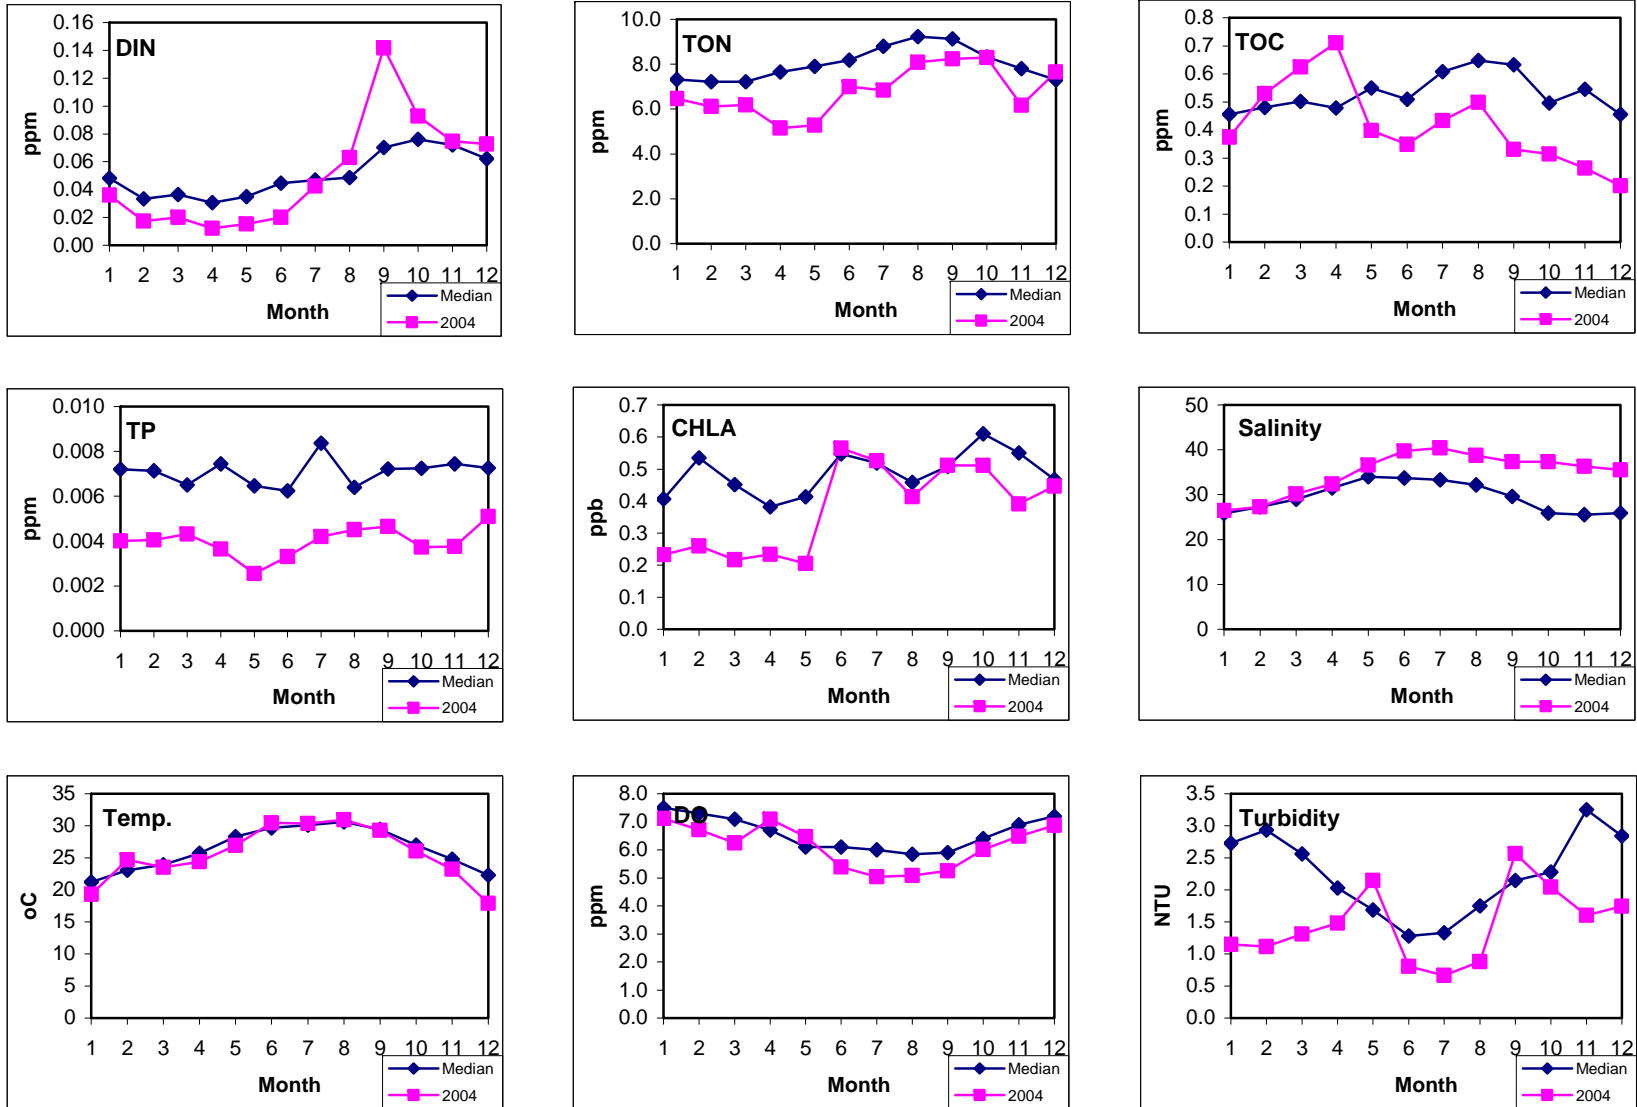 DIN
ppm
0.16
0.14
0.12
0.10
0.08
0.06
0.04
0.02
0.00
1 2 3 4 5 6 7 8 9 10 11 12
Month
Median
2004
TON
ppm
10.0
8.0
6.0
4.0
2.0
0.0
1 2 3 4 5 6 7 8 9 10 11 12
Month
Median
2004
TOC
ppm
0.8
0.7
0.6
0.5
0.4
0.3
0.2
0.1
0.0
1 2 3 4 5 6 7 8 9 10 11 12
Month
Median
2004
TP
ppm
0.010
0.008
0.006
0.004
0.002
0.000
1 2 3 4 5 6 7 8 9 10 11 12
Month
Median
2004
CHLA
ppb
0.7
0.6
0.5
0.4
0.3
0.2
0.1
0.0
1 2 3 4 5 6 7 8 9 10 11 12
Month
Median
2004
Salinity
50
40
30
20
10
0
1 2 3 4 5 6 7 8 9 10 11 12
Month
Median
2004
Temp.
oC
35
30
25
20
15
10
5
0
1 2 3 4 5 6 7 8 9 10 11 12
Month
Median
2004
DO
ppm
8.0
7.0
6.0
5.0
4.0
3.0
2.0
1.0
0.0
1 2 3 4 5 6 7 8 9 10 11 12
Month
Median
2004
Turbidity
NTU
3.5
3.0
2.5
2.0
1.5
1.0
0.5
0.0
1 2 3 4 5 6 7 8 9 10 11 12
Month
Median
2004